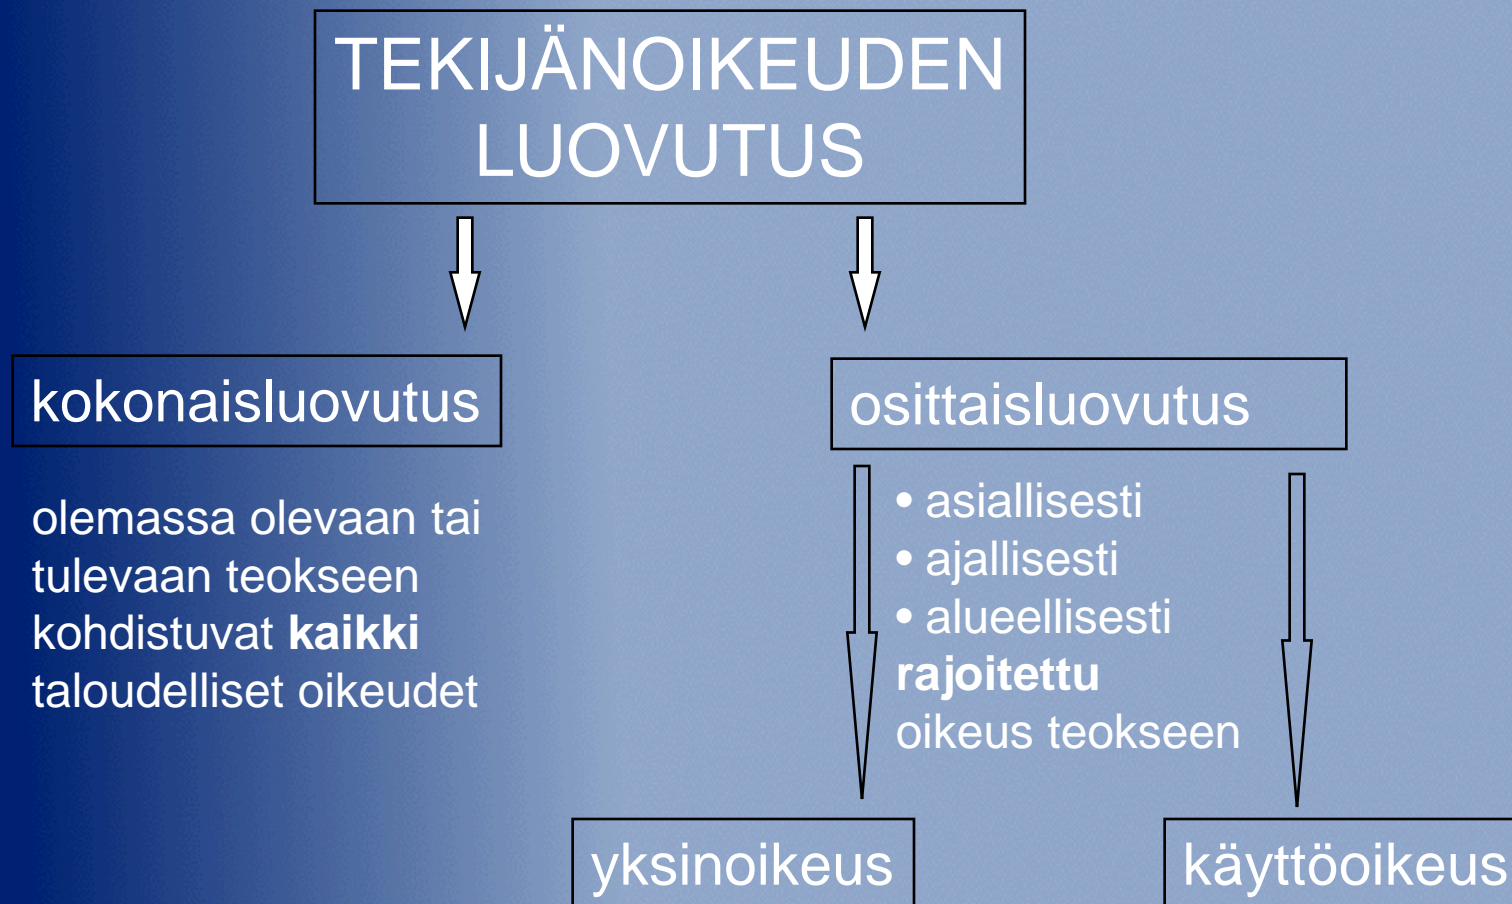 TEKIJÄNOIKEUDEN
LUOVUTUS
kokonaisluovutus
olemassa olevaan tai
tulevaan teokseen
kohdistuvat kaikki
taloudelliset oikeudet
osittaisluovutus
• asiallisesti
• ajallisesti
• alueellisesti
rajoitettu
oikeus teokseen
yksinoikeus
käyttöoikeus